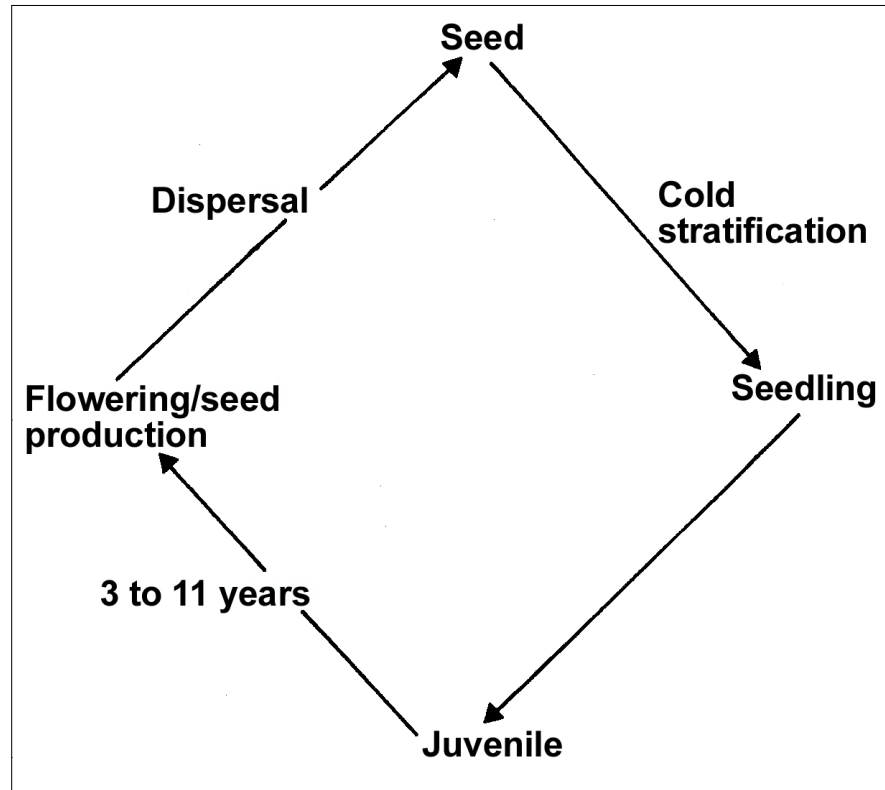 Seed
Dispersal
Cold
stratification
Seedling
Flowering/seed
production
3 to 11 years
Juvenile